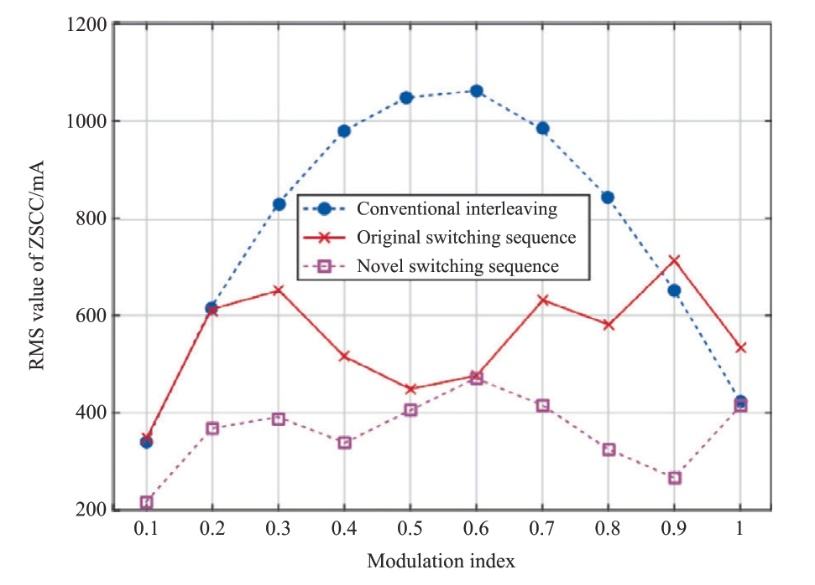 1200
1000
800
600
400
200
RMS value of ZSCC/mA
Conventional interleaving
Original switching sequence
Novel switching sequence
0.1 0.2 0.3 0.4 0.5 0.6 0.7 0.8 0.9 1
Modulation index